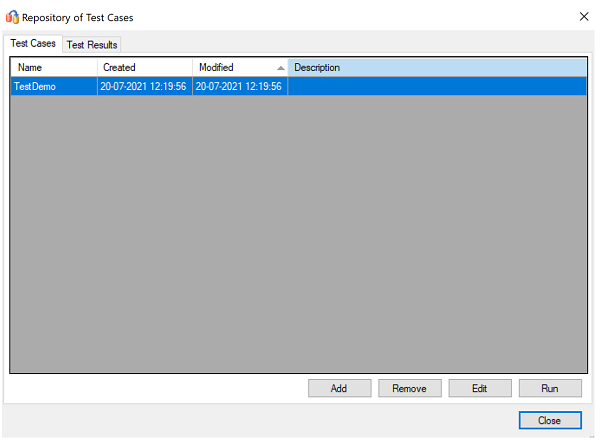 Repository of Test Cases
Test Cases Test Results
Name Created Modified Description
TestDemo 20-07-2021 12:19:56 20-07-2021 12:19:56
Add Remove Edit Run
Close